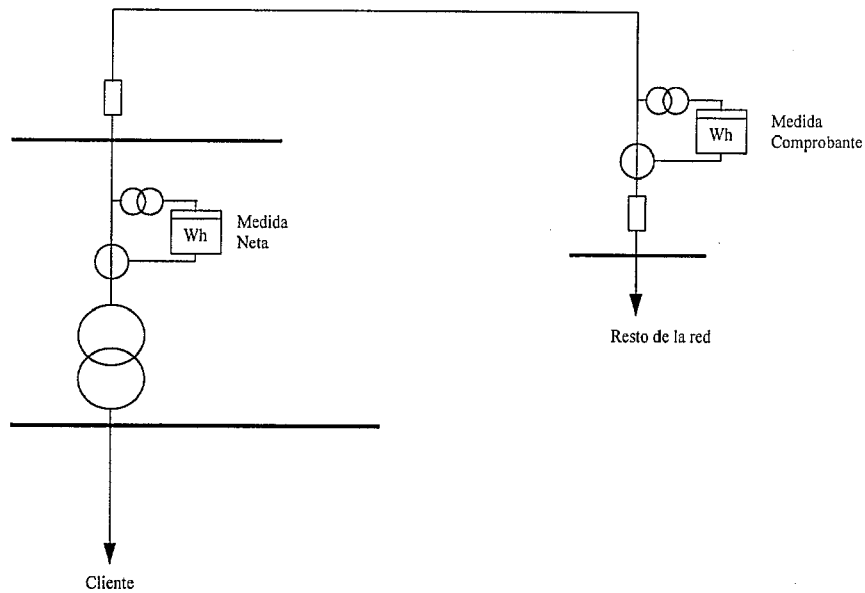 Wh
Medida
Comprobante
Wh
Medida
Neta
Resto de la red
Cliente